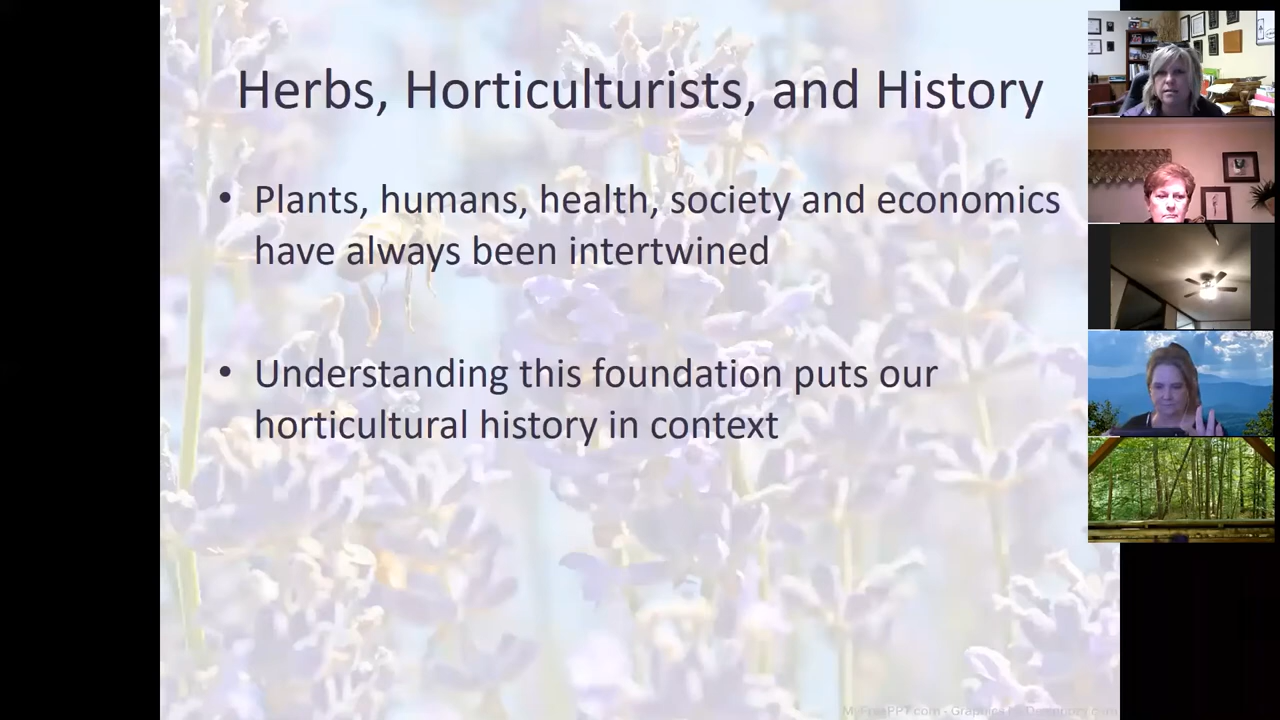 Herbs, Horticulturists, and History
• Plants, humans, health, society and economics
have always been intertwined
• Understanding this foundation puts our
horticultural history in context